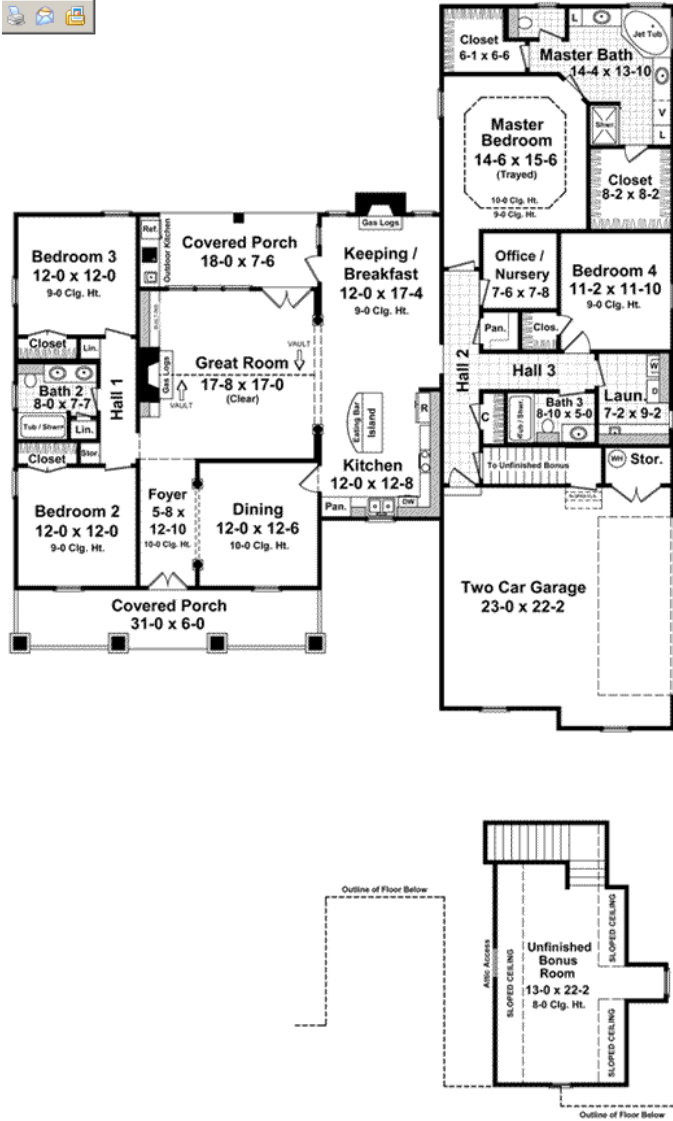 Closet
6-1 x 6-6
L
Jet Tub
Master Bath
14-4 x 13-10
Shwr.
V
L
Master
Bedroom
14-6 x 15-6
(Trayed)
10-0 Clg. Ht.
9-0 Clg. Ht.
Closet
8-2 x 8-2
Gas Logs
Ref.
Outdoor Kitchen
Covered Porch
18-0 x 7-6
Bedroom 3
12-0 x 12-0
9-0 Clg. Ht.
Keeping /
Breakfast
12-0 x 17-4
9-0 Clg. Ht.
Office /
Nursery
7-6 x 7-8
Bedroom 4
11-2 x 11-10
9-0 Clg. Ht.
Pan.
Clos.
Closet
Lin.
Gas Logs
VAULT
Great Room
17-8 x 17-0
(Clear)
VAULT
Hall 1
Hall 2
Hall 3
Bath 2
8-0 x 7-7
Tub / Shwr.
Lin.
W
Laun.
7-2 x 9-2
Bath 3
8-10 x 5-0
Tub / Shwr.
C
R
Eating Bar
Island
Closet
Stor.
Kitchen
12-0 x 12-8
To Unfinished Bonus
WH
Stor.
Bedroom 2
12-0 x 12-0
9-0 Clg. Ht.
Foyer
5-8 x
12-10
10-0 Clg. Ht.
Dining
12-0 x 12-6
10-0 Clg. Ht.
Pan.
DW
Two Car Garage
23-0 x 22-2
Covered Porch
31-0 x 6-0
Outline of Floor Below
Attic Access
SLOPED CEILING
Unfinished
Bonus
Room
13-0 x 22-2
8-0 Clg. Ht.
SLOPED CEILING
SLOPED CEILING
Outline of Floor Below